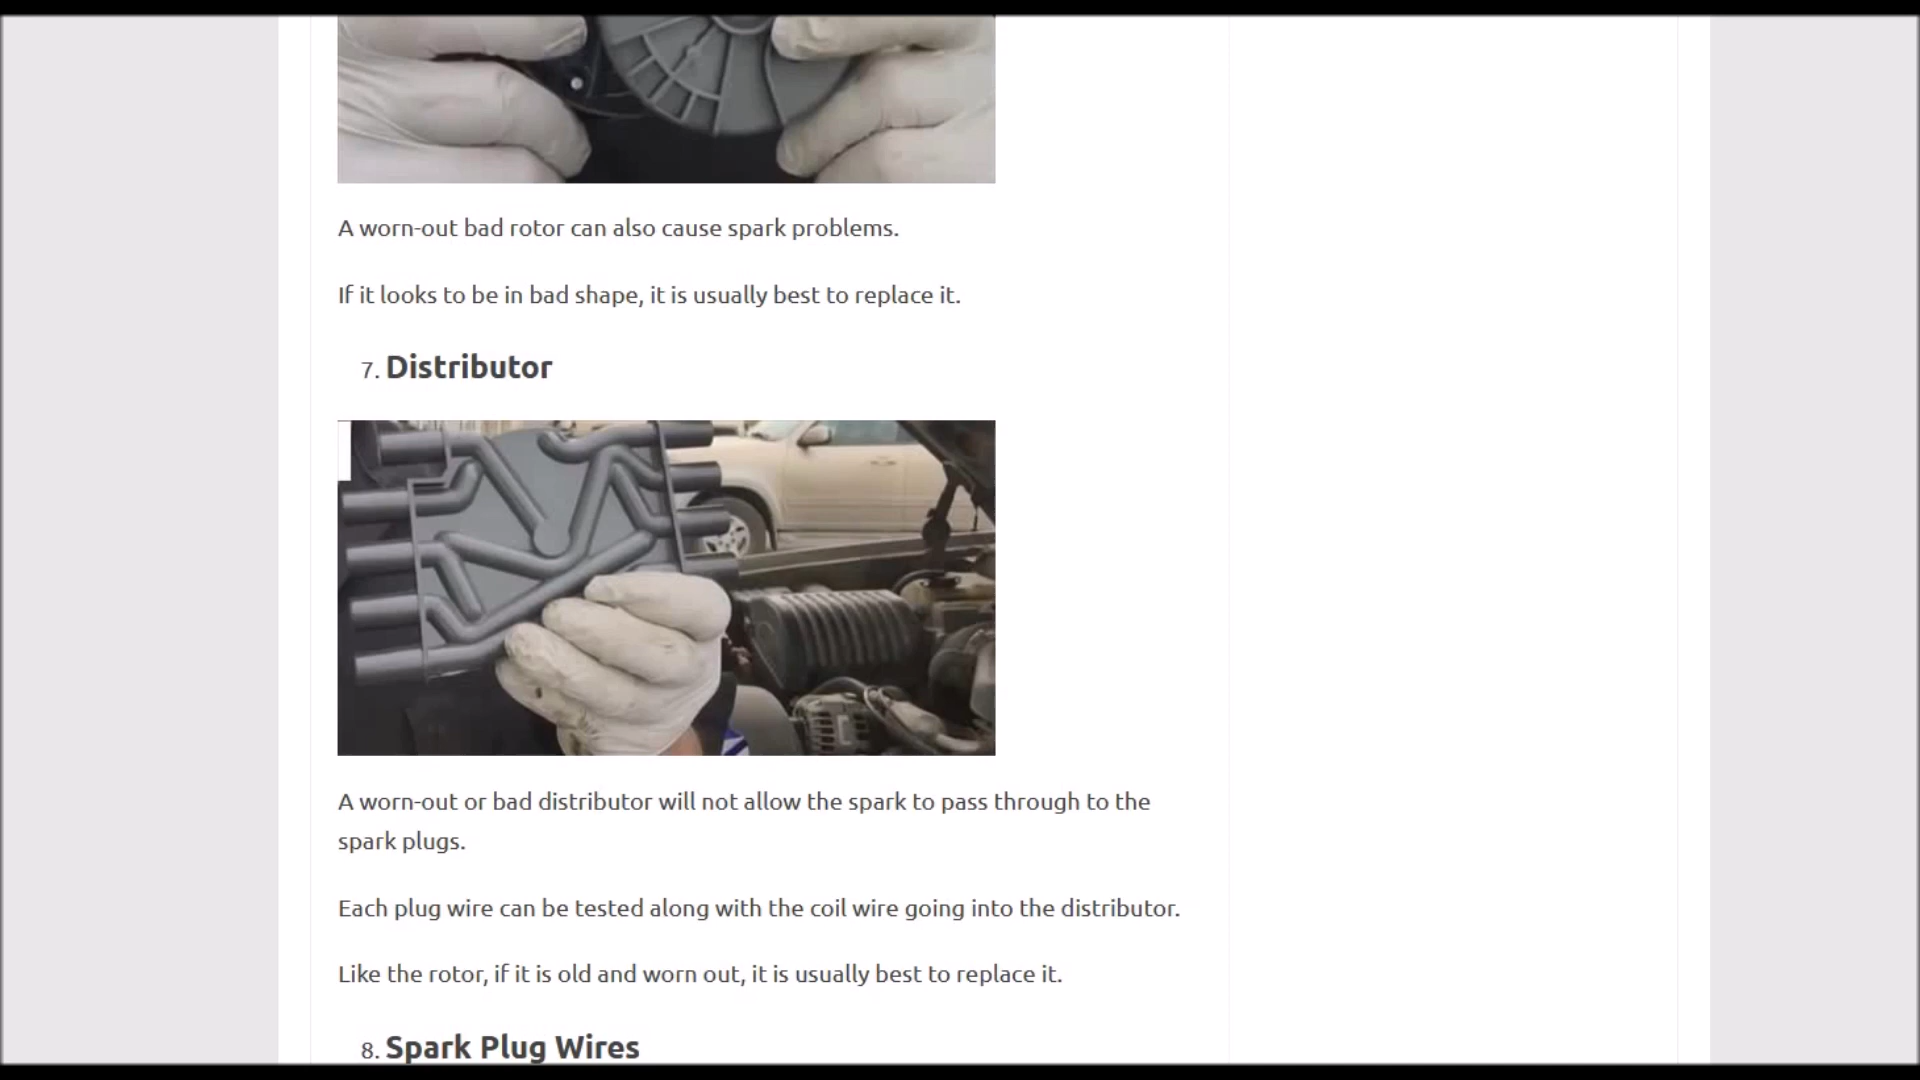 A worn-out bad rotor can also cause spark problems.
If it looks to be in bad shape, it is usually best to replace it.
7. Distributor
A worn-out or bad distributor will not allow the spark to pass through to the
spark plugs.
Each plug wire can be tested along with the coil wire going into the distributor.
Like the rotor, if it is old and worn out, it is usually best to replace it.
8. Spark Plug Wires